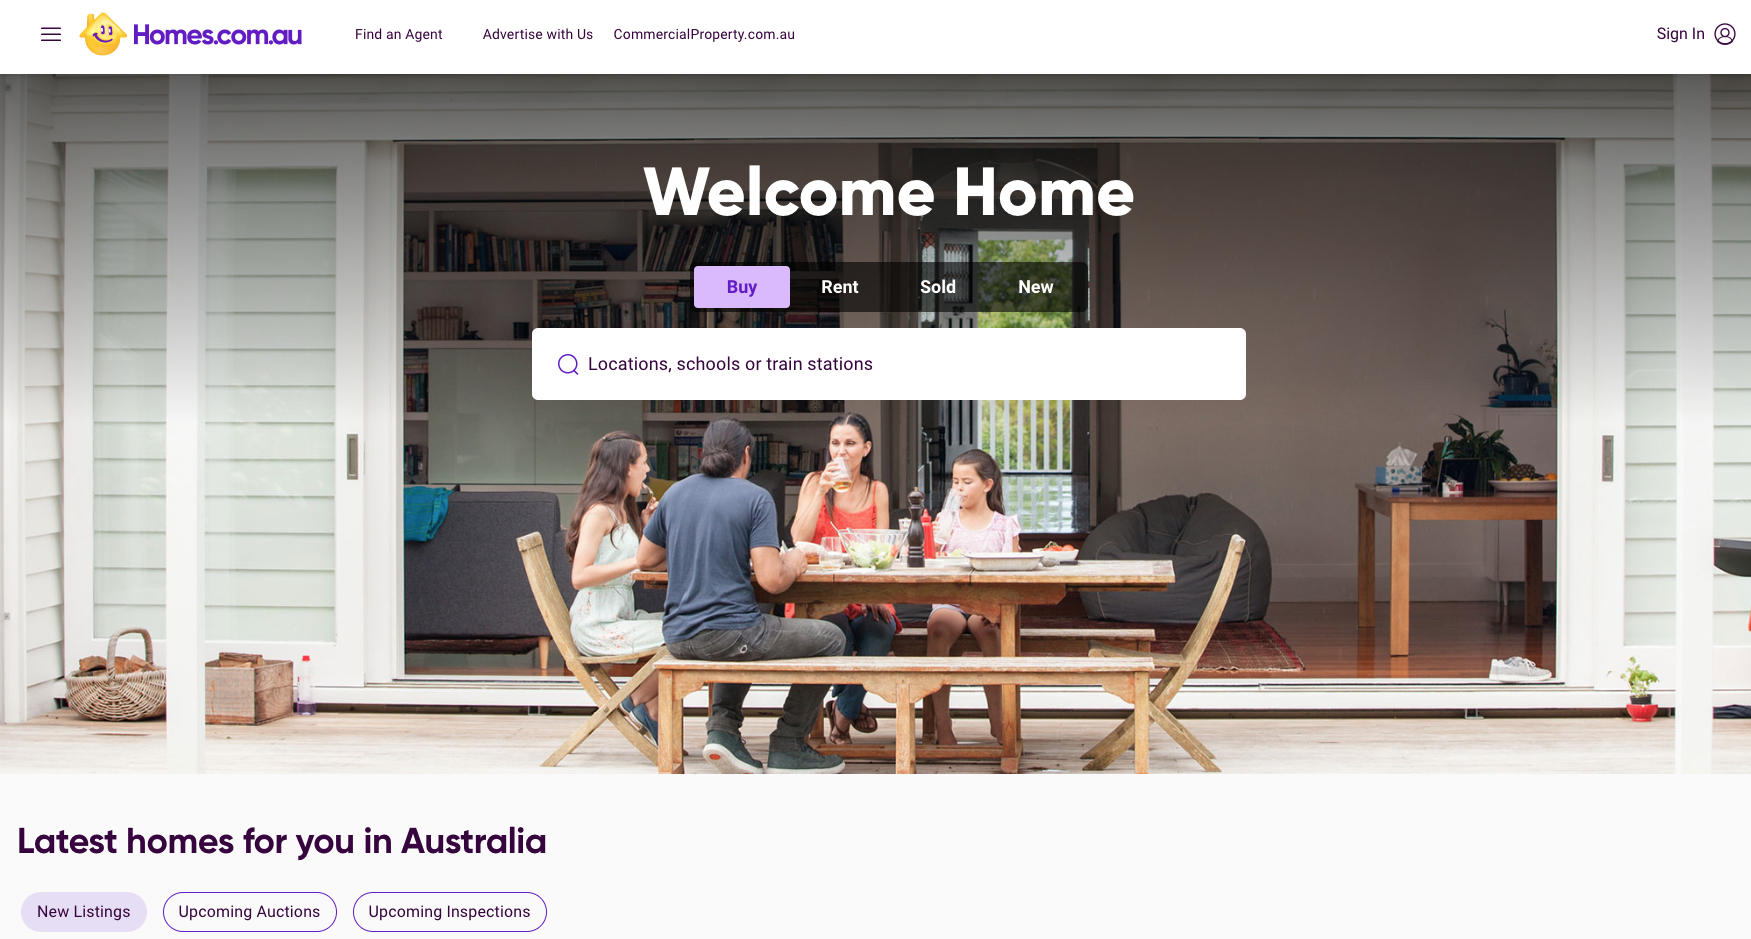 Homes.com.au
Find an Agent
Advertise with Us
CommercialProperty.com.au
Sign In
Welcome Home
Buy
Rent
Sold
New
Locations, schools or train stations
Latest homes for you in Australia
New Listings
Upcoming Auctions
Upcoming Inspections